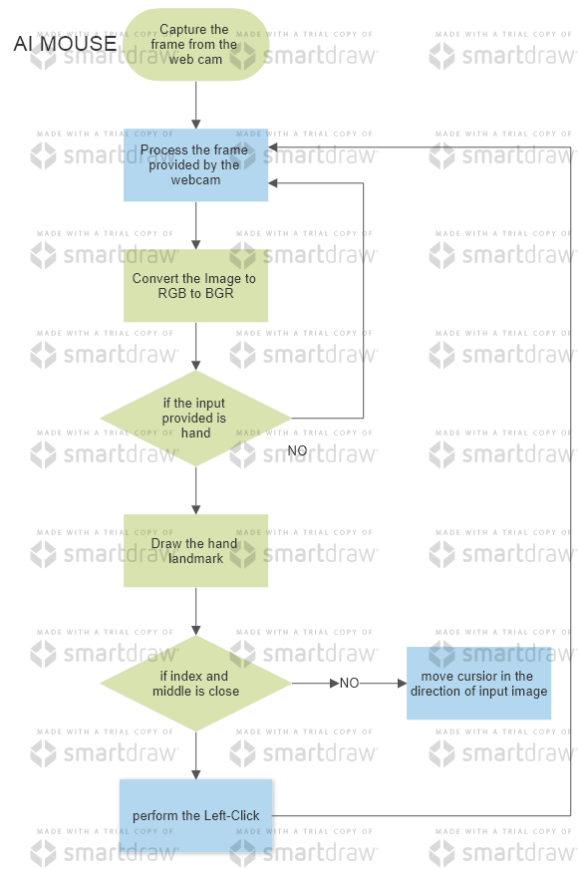 AI MOUSE
Capture the
frame from the
web cam
Process the frame
provided by the
webcam
Convert the Image to
RGB to BGR
if the input
provided is
hand
NO
Draw the hand
landmark
if index and
middle is close
NO
move cursior in the
direction of input image
perform the Left-Click
MADE WITH A TRIAL COPY OF
smartdraw